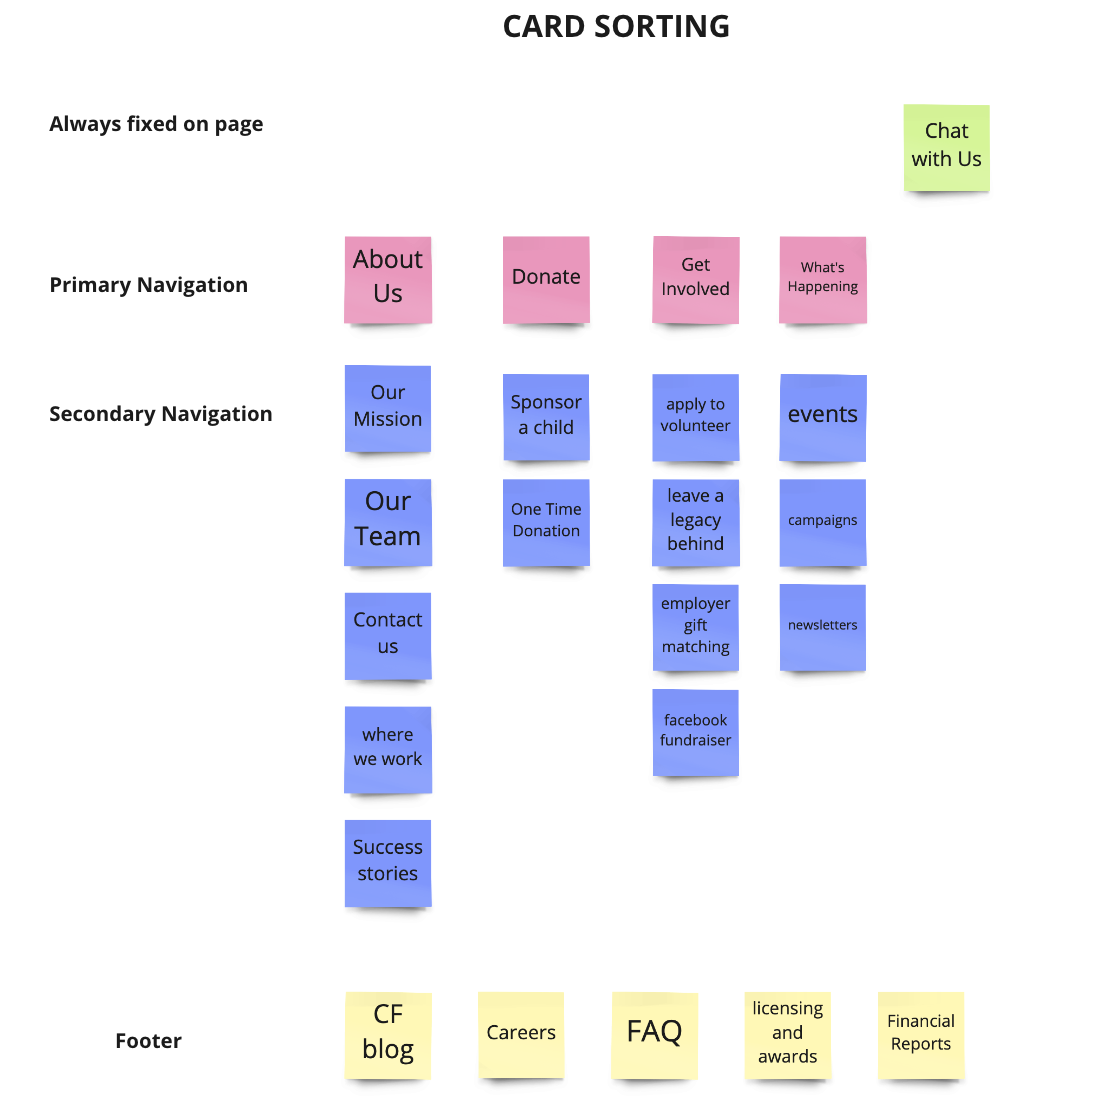 CARD SORTING
Always fixed on page
Chat
with Us
Primary Navigation
About
Us
Donate
Get
Involved
What's
Happening
Secondary Navigation
Our
Mission
Sponsor
a child
apply to
volunteer
events
Our
Team
One Time
Donation
leave a
legacy
behind
campaigns
Contact
us
employer
gift
matching
newsletters
where
we work
facebook
fundraiser
Success
stories
Footer
CF
blog
Careers
FAQ
licensing
and
awards
Financial
Reports